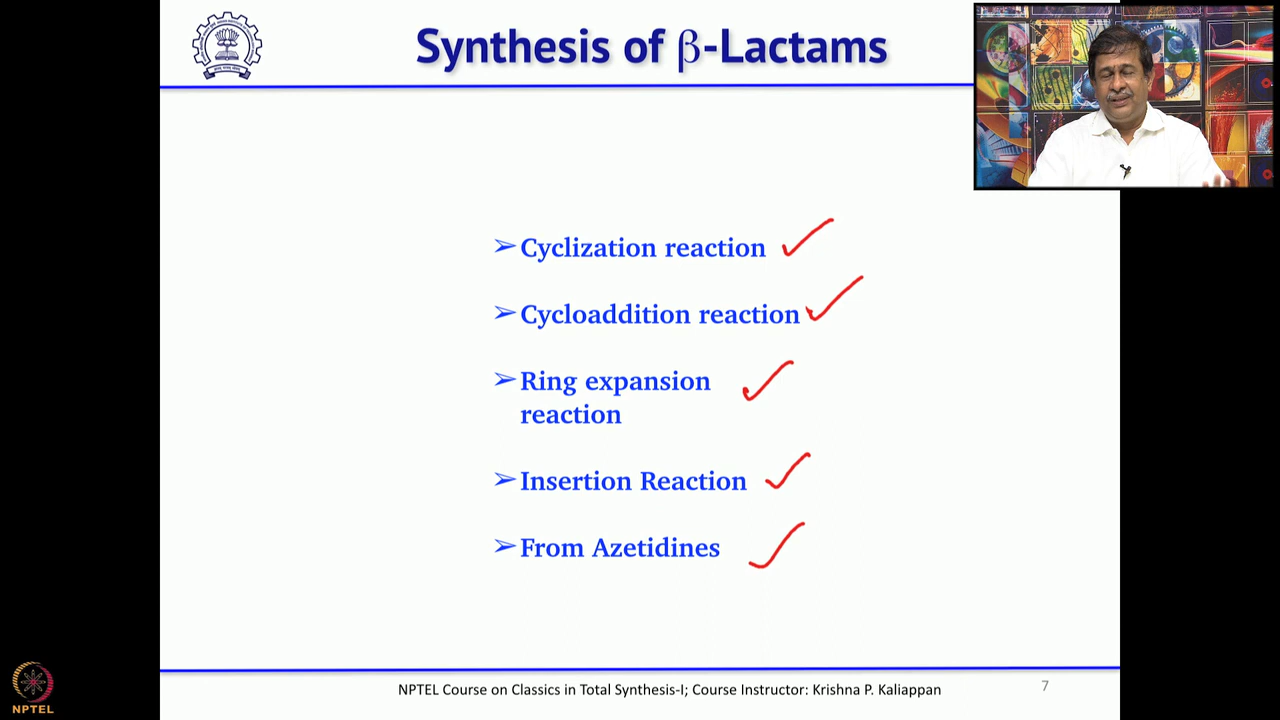 Synthesis of β-Lactams
➢ Cyclization reaction
➢ Cycloaddition reaction
➢ Ring expansion
reaction
➢ Insertion Reaction
➢ From Azetidines
NPTEL Course on Classics in Total Synthesis-I; Course Instructor: Krishna P. Kaliappan
7
NPTEL